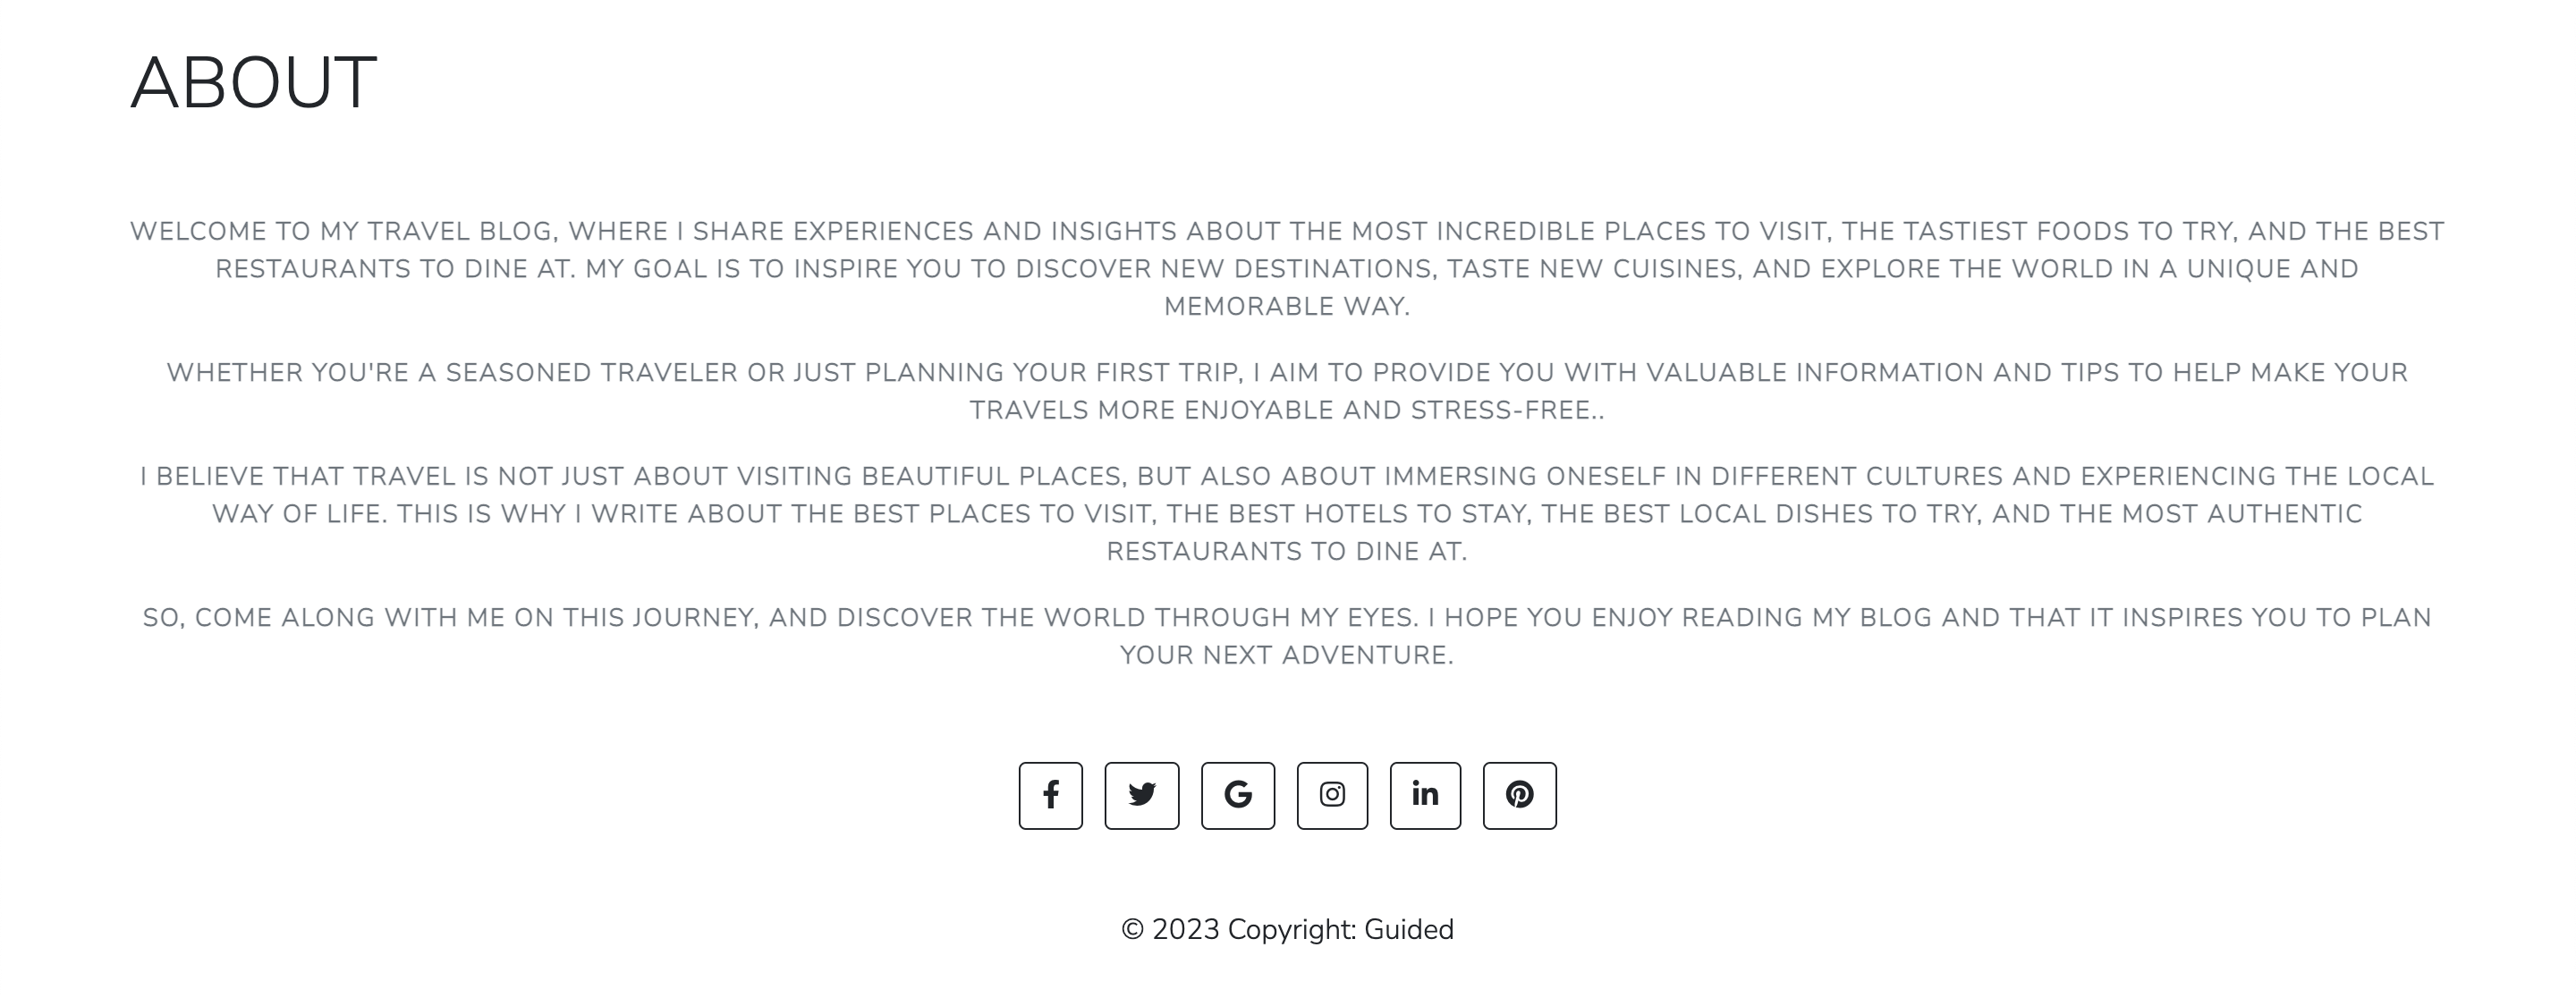 ABOUT
WELCOME TO MY TRAVEL BLOG, WHERE I SHARE EXPERIENCES AND INSIGHTS ABOUT THE MOST INCREDIBLE PLACES TO VISIT, THE TASTIEST FOODS TO TRY, AND THE BEST
RESTAURANTS TO DINE AT. MY GOAL IS TO INSPIRE YOU TO DISCOVER NEW DESTINATIONS, TASTE NEW CUISINES, AND EXPLORE THE WORLD IN A UNIQUE AND
MEMORABLE WAY.
WHETHER YOU'RE A SEASONED TRAVELER OR JUST PLANNING YOUR FIRST TRIP, I AIM TO PROVIDE YOU WITH VALUABLE INFORMATION AND TIPS TO HELP MAKE YOUR
TRAVELS MORE ENJOYABLE AND STRESS-FREE..
I BELIEVE THAT TRAVEL IS NOT JUST ABOUT VISITING BEAUTIFUL PLACES, BUT ALSO ABOUT IMMERSING ONESELF IN DIFFERENT CULTURES AND EXPERIENCING THE LOCAL
WAY OF LIFE. THIS IS WHY I WRITE ABOUT THE BEST PLACES TO VISIT, THE BEST HOTELS TO STAY, THE BEST LOCAL DISHES TO TRY, AND THE MOST AUTHENTIC
RESTAURANTS TO DINE AT.
SO, COME ALONG WITH ME ON THIS JOURNEY, AND DISCOVER THE WORLD THROUGH MY EYES. I HOPE YOU ENJOY READING MY BLOG AND THAT IT INSPIRES YOU TO PLAN
YOUR NEXT ADVENTURE.
© 2023 Copyright: Guided